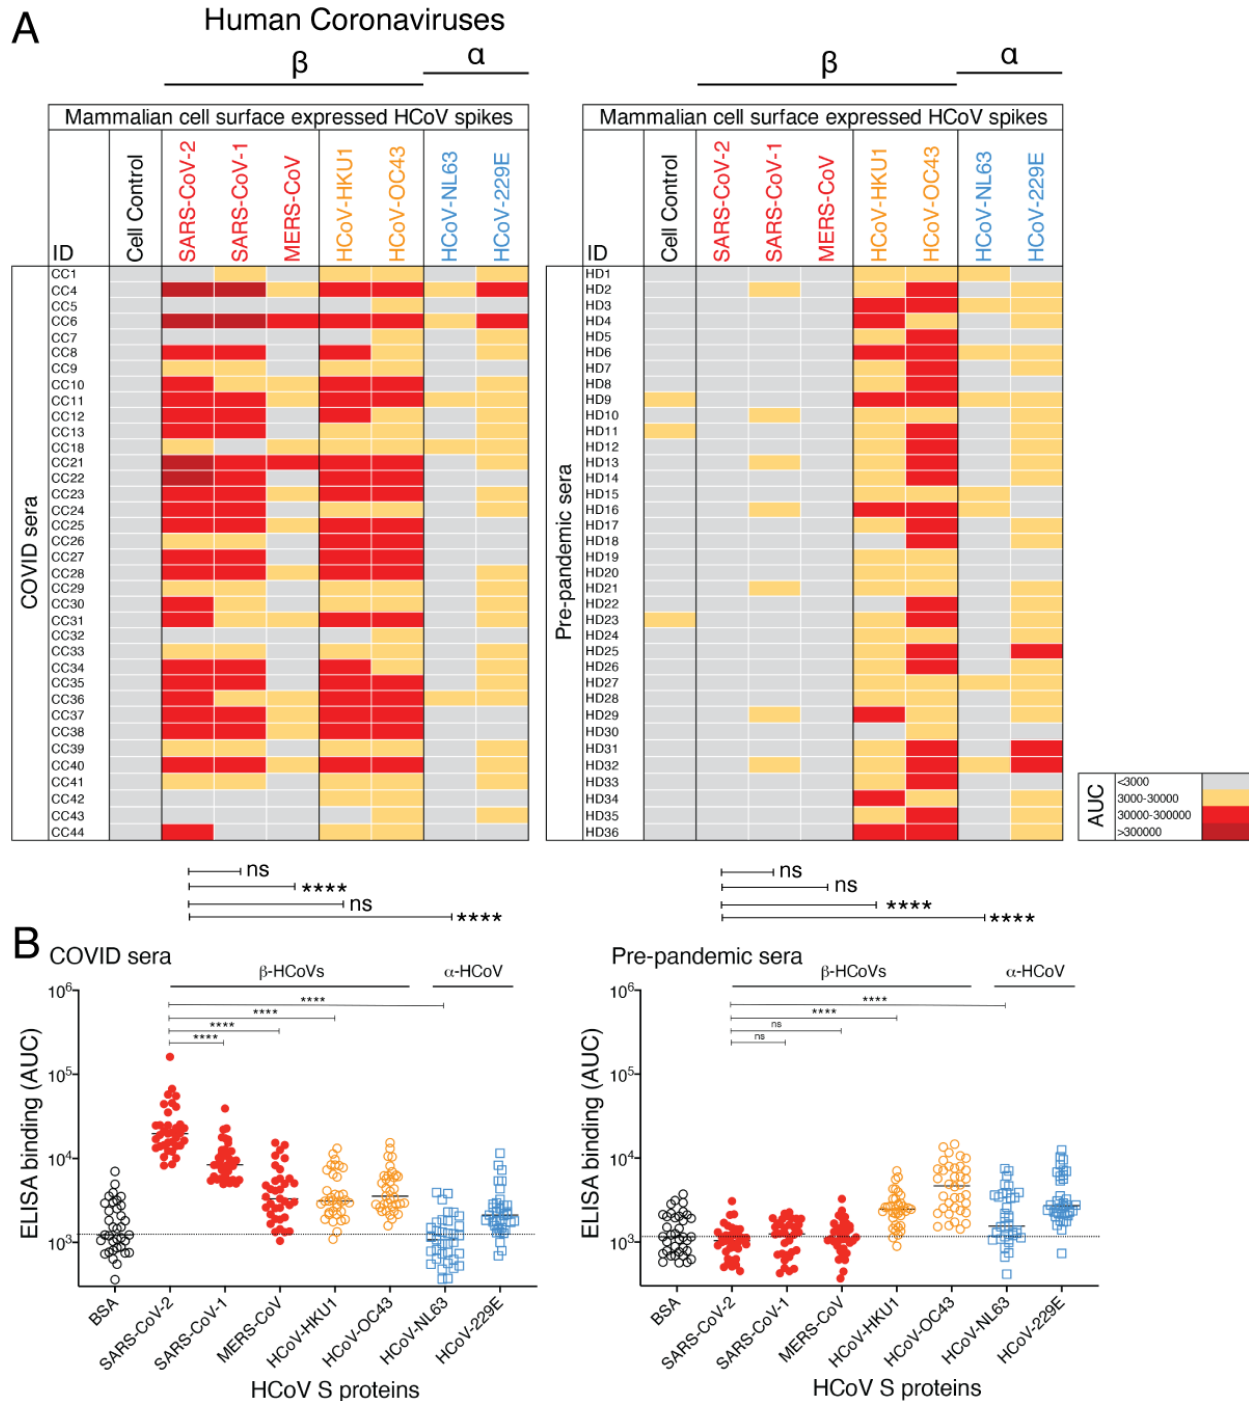 A
Human Coronaviruses
β
α
β
α
Mammalian cell surface expressed HCoV spikes
ID
Cell Control
SARS-CoV-2
SARS-CoV-1
MERS-CoV
HCoV-HKU1
HCoV-OC43
HCoV-NL63
HCoV-229E
COVID sera
CC1
CC4
CC5
CC6
CC7
CC8
CC9
CC10
CC11
CC12
CC13
CC18
CC21
CC22
CC23
CC24
CC25
CC26
CC27
CC28
CC29
CC30
CC31
CC32
CC33
CC34
CC35
CC36
CC37
CC38
CC39
CC40
CC41
CC42
CC43
CC44
Mammalian cell surface expressed HCoV spikes
ID
Cell Control
SARS-CoV-2
SARS-CoV-1
MERS-CoV
HCoV-HKU1
HCoV-OC43
HCoV-NL63
HCoV-229E
Pre-pandemic sera
HD1
HD2
HD3
HD4
HD5
HD6
HD7
HD8
HD9
HD10
HD11
HD12
HD13
HD14
HD15
HD16
HD17
HD18
HD19
HD20
HD21
HD22
HD23
HD24
HD25
HD26
HD27
HD28
HD29
HD30
HD31
HD32
HD33
HD34
HD35
HD36
AUC
<3000
3000-30000
30000-300000
>300000
ns
****
ns
****
ns
ns
****
****
B
COVID sera
β-HCoVs
α-HCoV
****
****
****
****
ELISA binding (AUC)
10⁶
10⁵
10⁴
10³
BSA
SARS-CoV-2
SARS-CoV-1
MERS-CoV
HCoV-HKU1
HCoV-OC43
HCoV-NL63
HCoV-229E
HCoV S proteins
Pre-pandemic sera
β-HCoVs
α-HCoV
****
****
ns
ns
ELISA binding (AUC)
10⁶
10⁵
10⁴
10³
BSA
SARS-CoV-2
SARS-CoV-1
MERS-CoV
HCoV-HKU1
HCoV-OC43
HCoV-NL63
HCoV-229E
HCoV S proteins